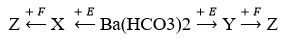 Z ←+ F X ←+ E Ba(HCO3)2 →+ E Y →+ F Z